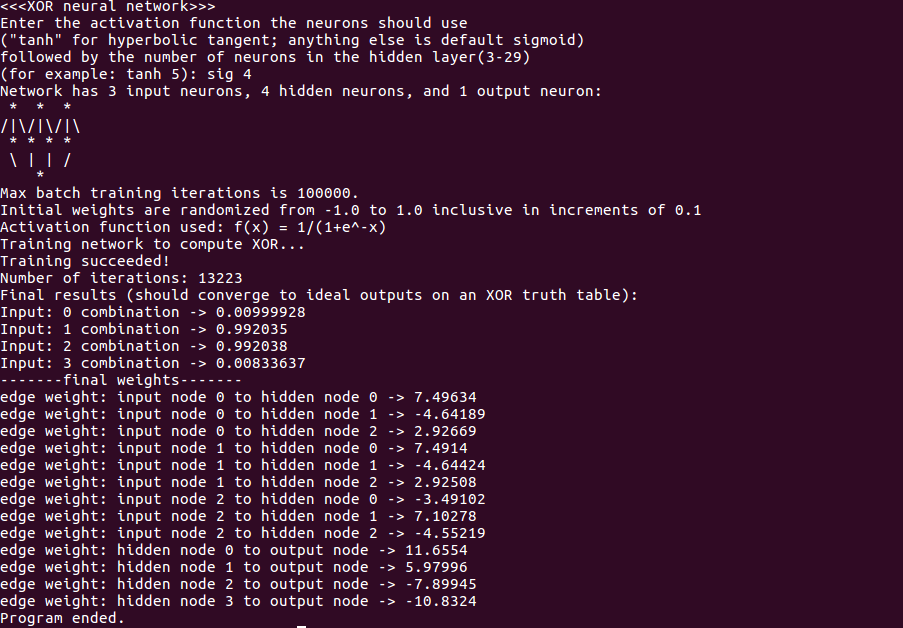 <<<XOR neural network>>>
Enter the activation function the neurons should use
("tanh" for hyperbolic tangent; anything else is default sigmoid)
followed by the number of neurons in the hidden layer(3-29)
(for example: tanh 5): sig 4
Network has 3 input neurons, 4 hidden neurons, and 1 output neuron:
 *  *  *
/|\/|\/|\
 * * * *
 \ | | /
    *
Max batch training iterations is 100000.
Initial weights are randomized from -1.0 to 1.0 inclusive in increments of 0.1
Activation function used: f(x) = 1/(1+e^-x)
Training network to compute XOR...
Training succeeded!
Number of iterations: 13223
Final results (should converge to ideal outputs on an XOR truth table):
Input: 0 combination -> 0.00999928
Input: 1 combination -> 0.992035
Input: 2 combination -> 0.992038
Input: 3 combination -> 0.00833637
-------final weights-------
edge weight: input node 0 to hidden node 0 -> 7.49634
edge weight: input node 0 to hidden node 1 -> -4.64189
edge weight: input node 0 to hidden node 2 -> 2.92669
edge weight: input node 1 to hidden node 0 -> 7.4914
edge weight: input node 1 to hidden node 1 -> -4.64424
edge weight: input node 1 to hidden node 2 -> 2.92508
edge weight: input node 2 to hidden node 0 -> -3.49102
edge weight: input node 2 to hidden node 1 -> 7.10278
edge weight: input node 2 to hidden node 2 -> -4.55219
edge weight: hidden node 0 to output node -> 11.6554
edge weight: hidden node 1 to output node -> 5.97996
edge weight: hidden node 2 to output node -> -7.89945
edge weight: hidden node 3 to output node -> -10.8324
Program ended.